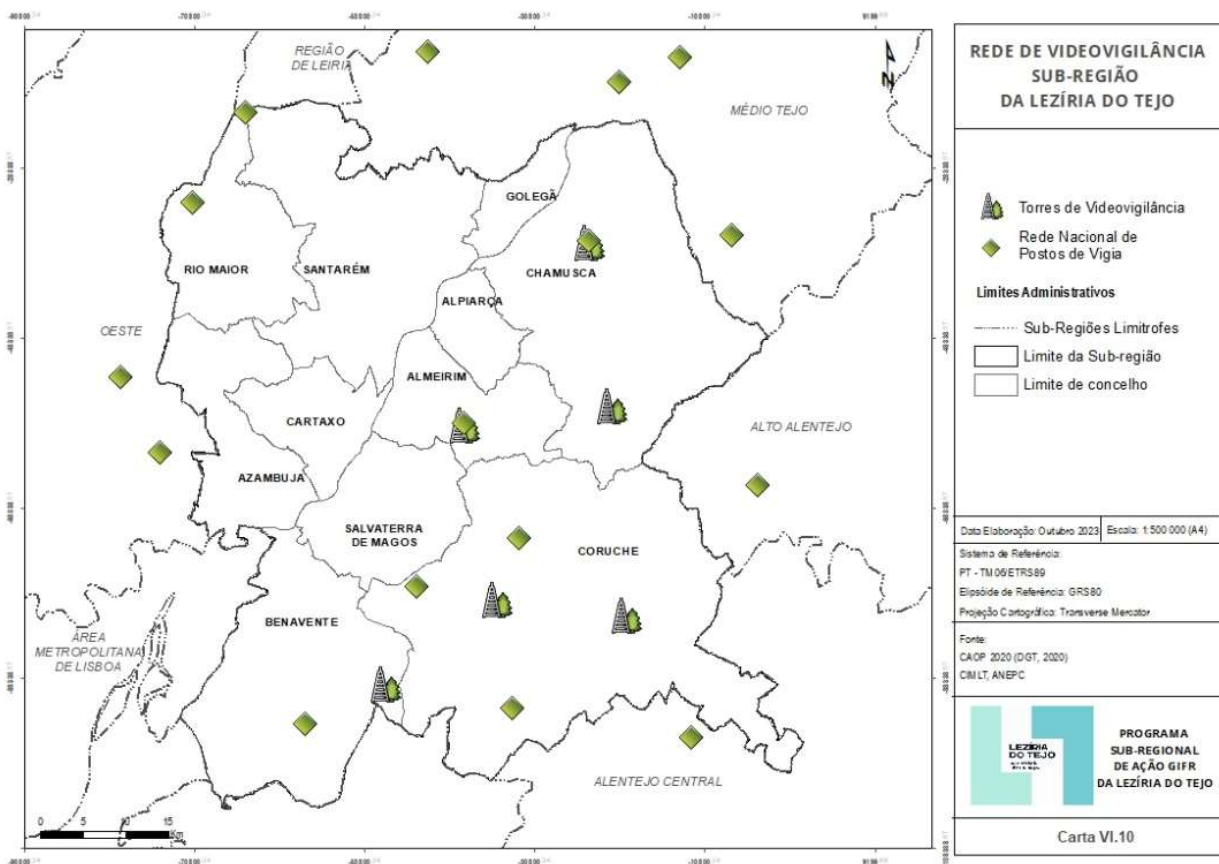 REGIÃO
DE LEIRIA
MÉDIO TEJO
GOLEGÃ
RIO MAIOR
SANTARÉM
CHAMUSCA
ALPIARÇA
OESTE
ALMEIRIM
CARTAXO
ALTO ALENTEJO
AZAMBUJA
SALVATERRA
DE MAGOS
CORUCHE
BENAVENTE
ÁREA
METROPOLITANA
DE LISBOA
ALENTEJO CENTRAL
0 5 10 15
Km
REDE DE VIDEOVIGILÂNCIA
SUB-REGIÃO
DA LEZÍRIA DO TEJO
Torres de Videovigilância
Rede Nacional de
Postos de Vigia
Limites Administrativos
Sub-Regiões Limitrofes
Limite da Sub-região
Limite de concelho
Data Elaboração: Outubro 2023 Escala: 1:500 000 (A4)
Sistema de Referência:
PT - TM06/ETRS89
Elipsóide de Referência: GRS80
Projeção Cartográfica: Transverse Mercator
Fonte:
CAOP 2020 (DGT, 2020)
CIMLT, ANEPC
LEZÍRIA
DO TEJO
PROGRAMA
SUB-REGIONAL
DE AÇÃO GIFR
DA LEZÍRIA DO TEJO
Carta VI.10